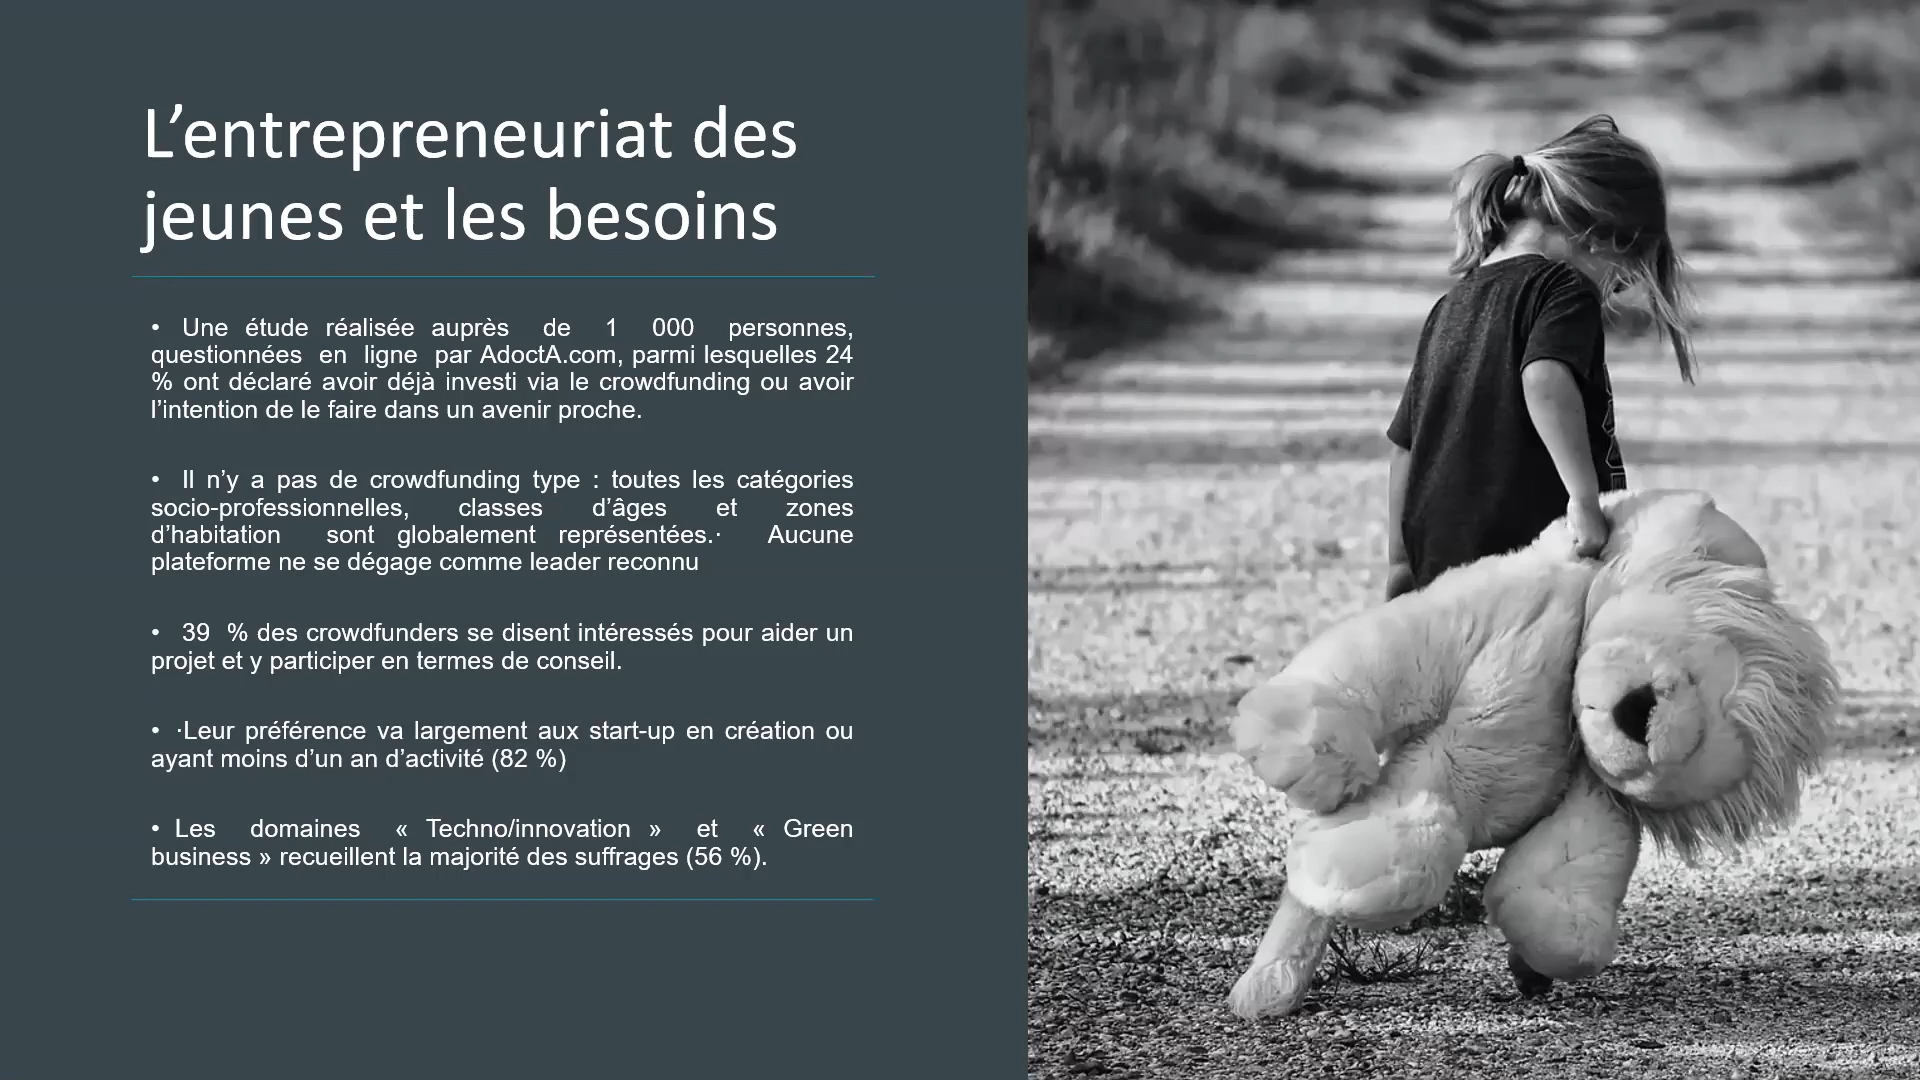 L’entrepreneuriat des
jeunes et les besoins
• Une étude réalisée auprès de 1 000 personnes,
questionnées en ligne par AdoctA.com, parmi lesquelles 24
% ont déclaré avoir déjà investi via le crowdfunding ou avoir
l’intention de le faire dans un avenir proche.
• Il n’y a pas de crowdfunding type : toutes les catégories
socio-professionnelles, classes d’âges et zones
d’habitation sont globalement représentées.· Aucune
plateforme ne se dégage comme leader reconnu
• 39 % des crowdfunders se disent intéressés pour aider un
projet et y participer en termes de conseil.
• ·Leur préférence va largement aux start-up en création ou
ayant moins d’un an d’activité (82 %)
• Les domaines « Techno/innovation » et « Green
business » recueillent la majorité des suffrages (56 %).